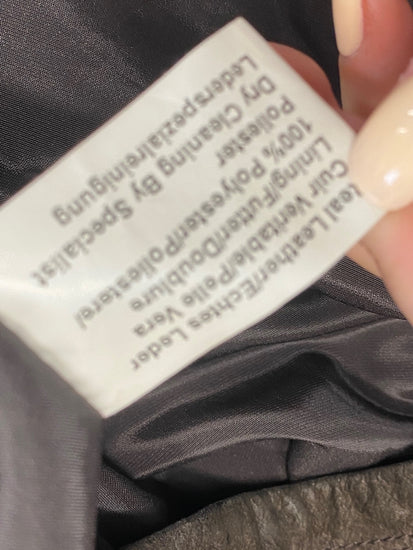 Real Leather/Echtes Leder
Cuir Veritable/Pelle Vera
Lining/Futter/Doublure
100% Polyester/Poliestere/
Poliester
Dry Cleaning By Specialist
Lederspezialreinigung